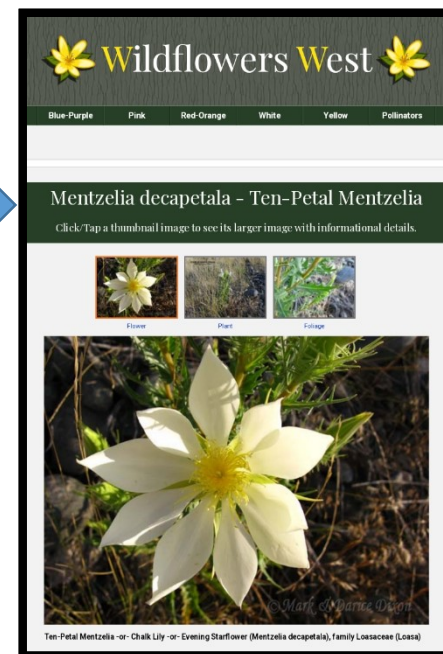 Wildflowers West
Blue-Purple Pink Red-Orange White Yellow Pollinators
Mentzelia decapetala - Ten-Petal Mentzelia
Click/Tap a thumbnail image to see its larger image with informational details.
Flower Plant Foliage
© Mark & Darice Dixon
Ten-Petal Mentzelia -or- Chalk Lily -or- Evening Starflower (Mentzelia decapetala), family Loasaceae (Loasa)